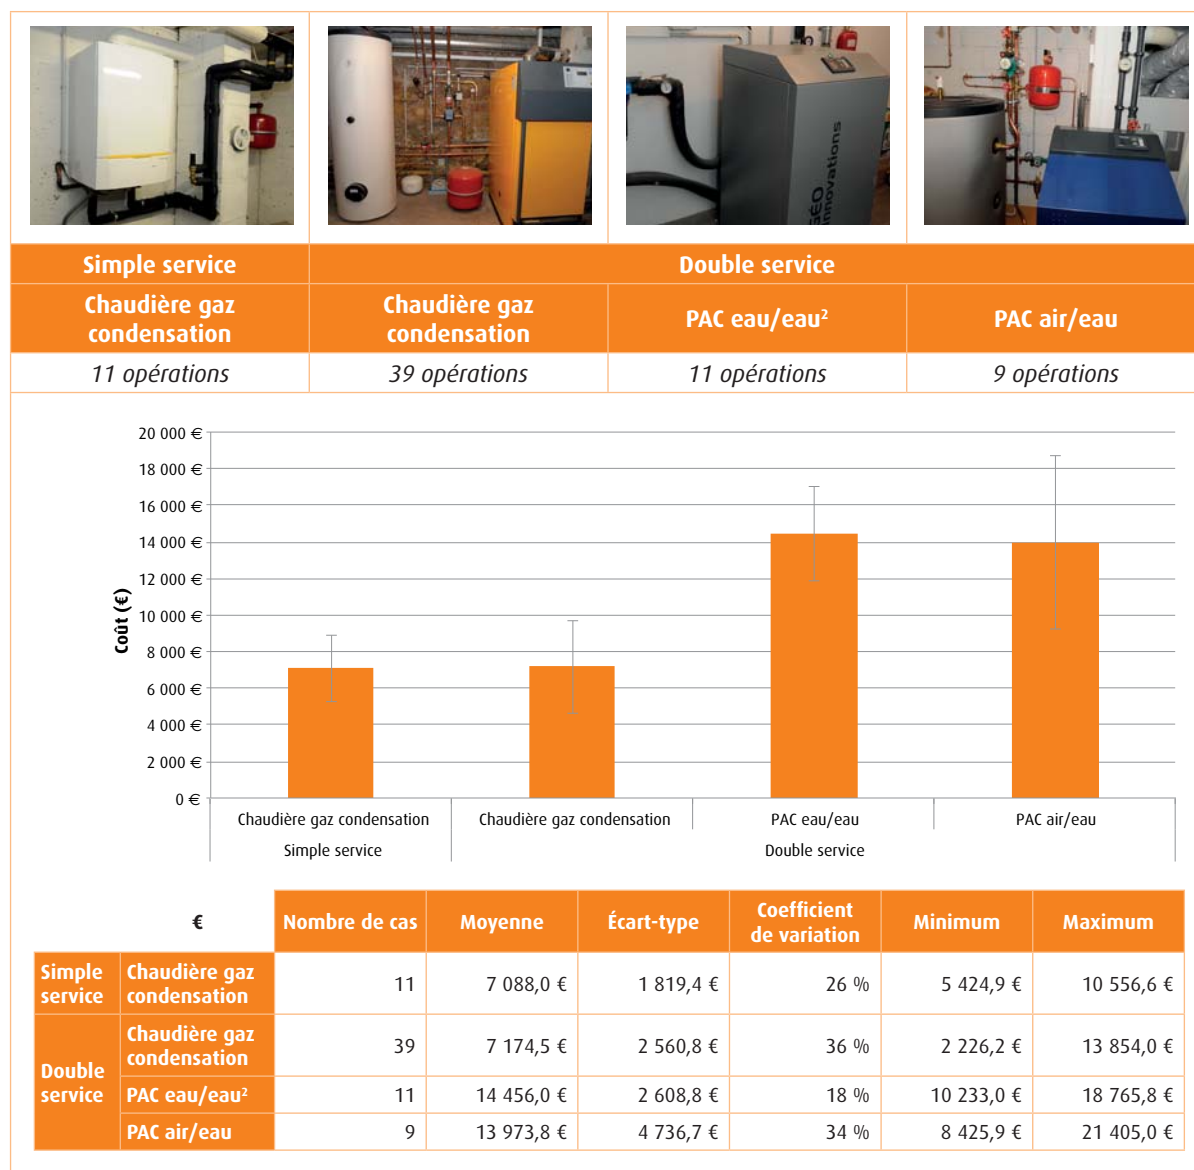 GÉO
innovations
Simple service
Double service
Chaudière gaz
condensation
Chaudière gaz
condensation
PAC eau/eau²
PAC air/eau
11 opérations
39 opérations
11 opérations
9 opérations
20 000 €
18 000 €
16 000 €
14 000 €
12 000 €
10 000 €
8 000 €
6 000 €
4 000 €
2 000 €
0 €
Coût (€)
Chaudière gaz condensation
Chaudière gaz condensation
PAC eau/eau
PAC air/eau
Simple service
Double service
€ Nombre de cas Moyenne Écart-type Coefficient de variation Minimum Maximum
Simple service Chaudière gaz condensation 11 7 088,0 € 1 819,4 € 26 % 5 424,9 € 10 556,6 €
Double service Chaudière gaz condensation 39 7 174,5 € 2 560,8 € 36 % 2 226,2 € 13 854,0 €
PAC eau/eau² 11 14 456,0 € 2 608,8 € 18 % 10 233,0 € 18 765,8 €
PAC air/eau 9 13 973,8 € 4 736,7 € 34 % 8 425,9 € 21 405,0 €